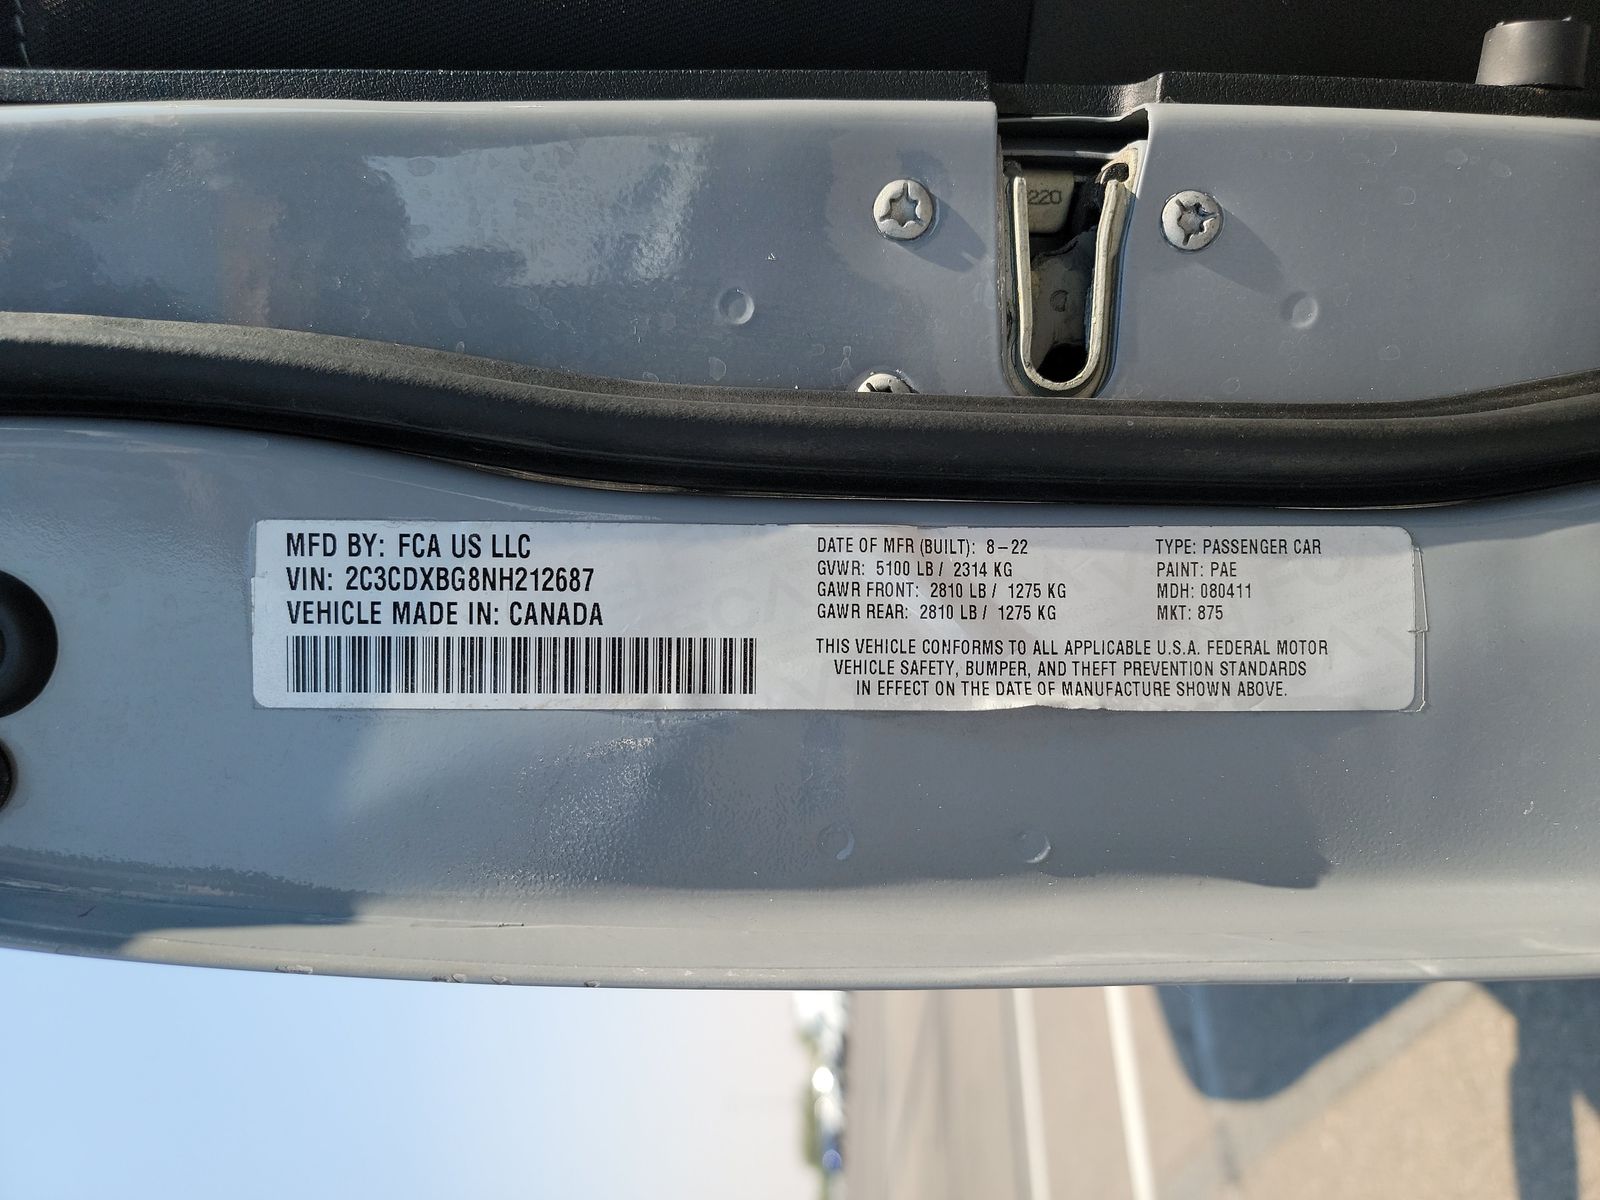 220
MFD BY: FCA US LLC
VIN: 2C3CDXBG8NH212687
VEHICLE MADE IN: CANADA
DATE OF MFR (BUILT): 8-22
GVWR: 5100 LB / 2314 KG
GAWR FRONT: 2810 LB / 1275 KG
GAWR REAR: 2810 LB / 1275 KG
TYPE: PASSENGER CAR
PAINT: PAE
MDH: 080411
MKT: 875
THIS VEHICLE CONFORMS TO ALL APPLICABLE U.S.A. FEDERAL MOTOR
VEHICLE SAFETY, BUMPER, AND THEFT PREVENTION STANDARDS
IN EFFECT ON THE DATE OF MANUFACTURE SHOWN ABOVE.